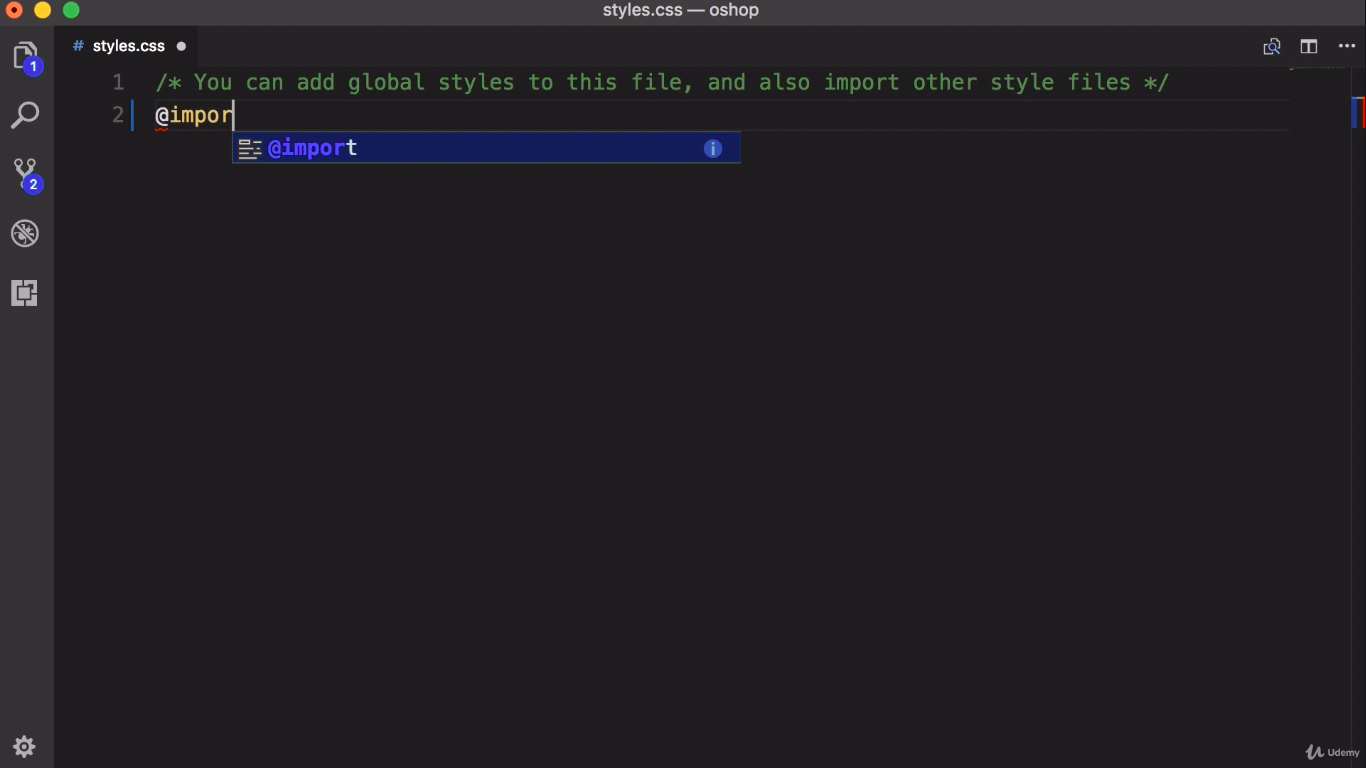 styles.css — oshop
# styles.css
1 /* You can add global styles to this file, and also import other style files */
2 @impor
@import
1
2
Udemy